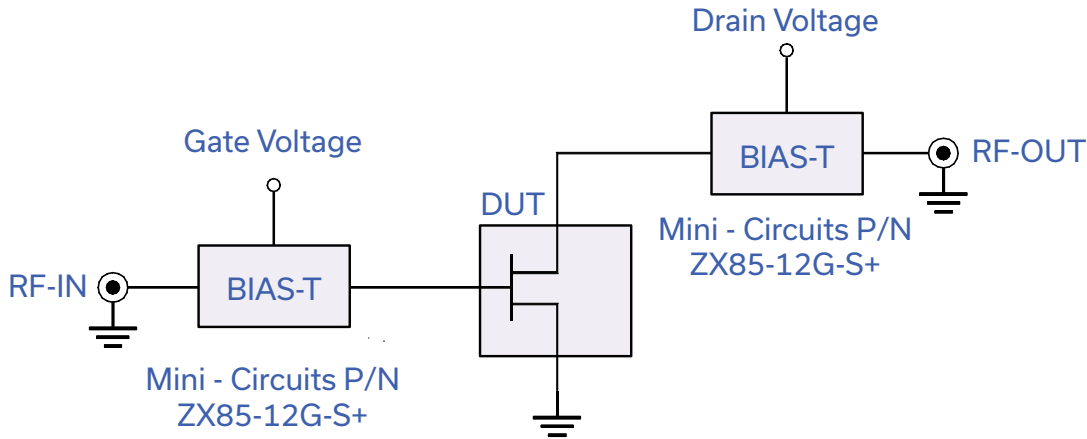 Drain Voltage
Gate Voltage
BIAS-T
RF-OUT
DUT
Mini - Circuits P/N
ZX85-12G-S+
RF-IN
BIAS-T
Mini - Circuits P/N
ZX85-12G-S+